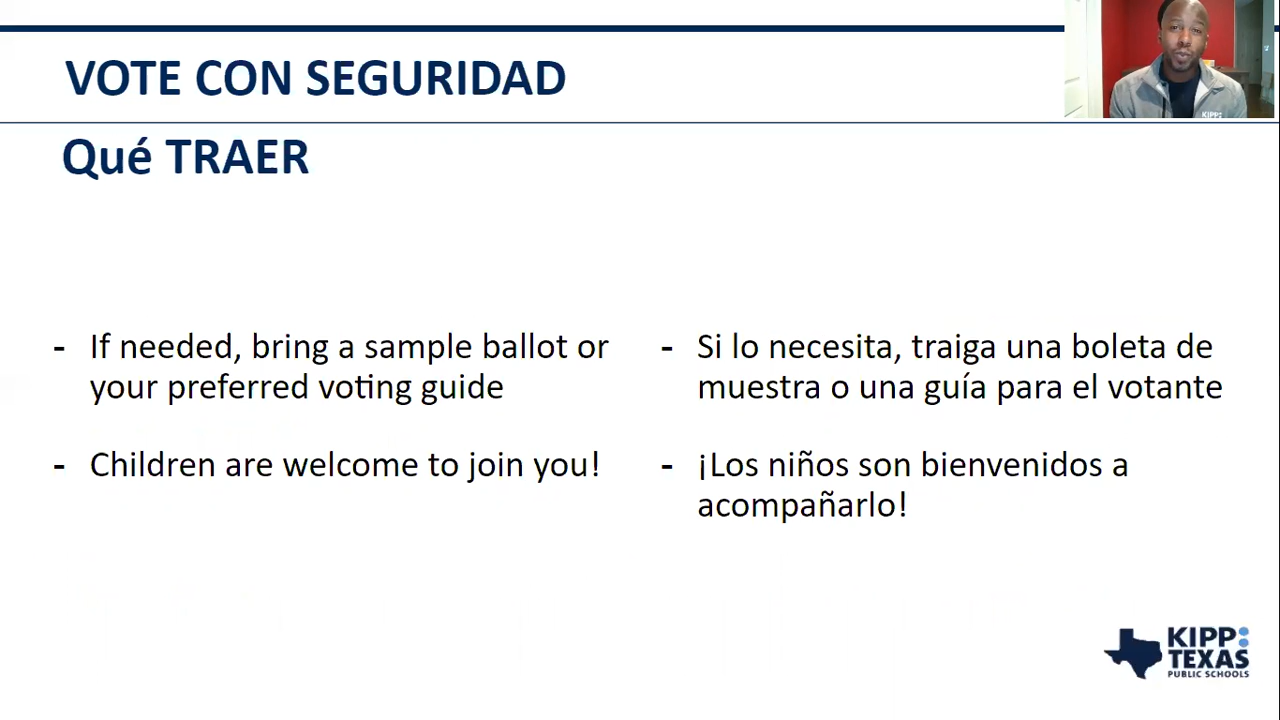 VOTE CON SEGURIDAD
KIPP:
Qué TRAER
- If needed, bring a sample ballot or
your preferred voting guide
- Children are welcome to join you!
- Si lo necesita, traiga una boleta de
muestra o una guía para el votante
- ¡Los niños son bienvenidos a
acompañarlo!
KIPP:
TEXAS
PUBLIC SCHOOLS